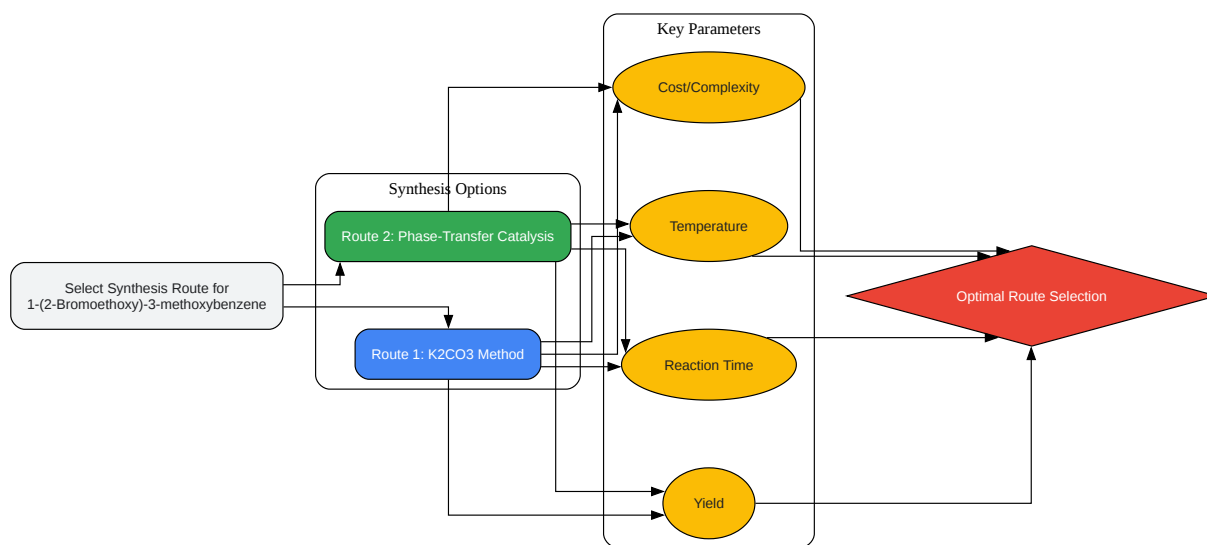 Key Parameters
Cost/Complexity
Synthesis Options
Route 2: Phase-Transfer Catalysis
Temperature
Select Synthesis Route for
1-(2-Bromoethoxy)-3-methoxybenzene
Optimal Route Selection
Route 1: K2CO3 Method
Reaction Time
Yield